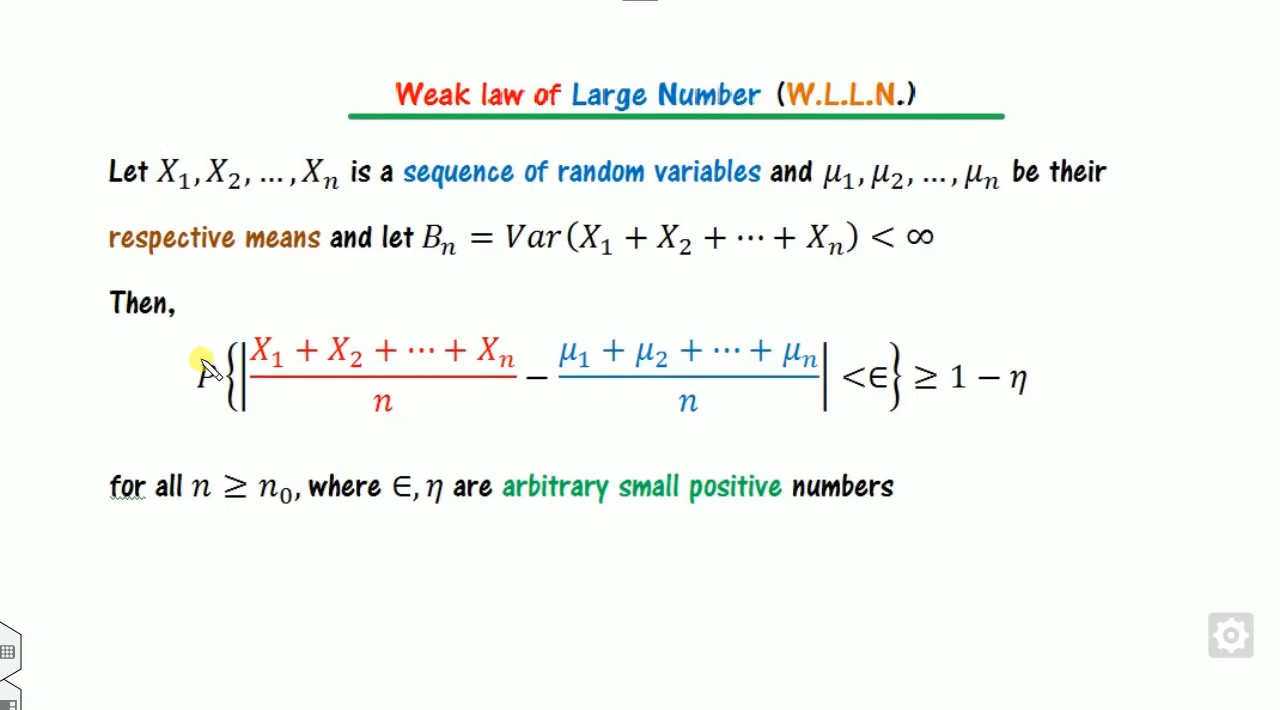 Weak law of Large Number (W.L.L.N.)
Let X₁, X₂, …, Xₙ is a sequence of random variables and μ₁, μ₂, …, μₙ be their
respective means and let Bₙ = Var(X₁ + X₂ + ⋯ + Xₙ) < ∞
Then,
P{|(X₁ + X₂ + ⋯ + Xₙ)/n − (μ₁ + μ₂ + ⋯ + μₙ)/n| <∈} ≥ 1 − η
for all n ≥ n₀, where ∈, η are arbitrary small positive numbers